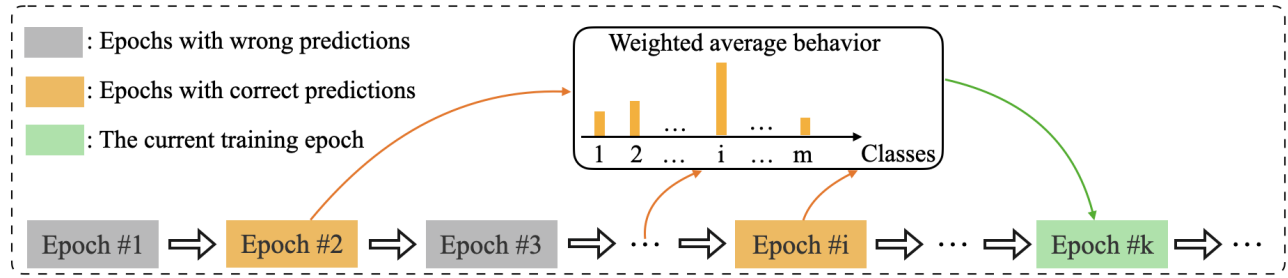 : Epochs with wrong predictions
: Epochs with correct predictions
: The current training epoch
Weighted average behavior
... ...
1 2 ... i ... m Classes
Epoch #1 Epoch #2 Epoch #3 ... Epoch #i ... Epoch #k ...